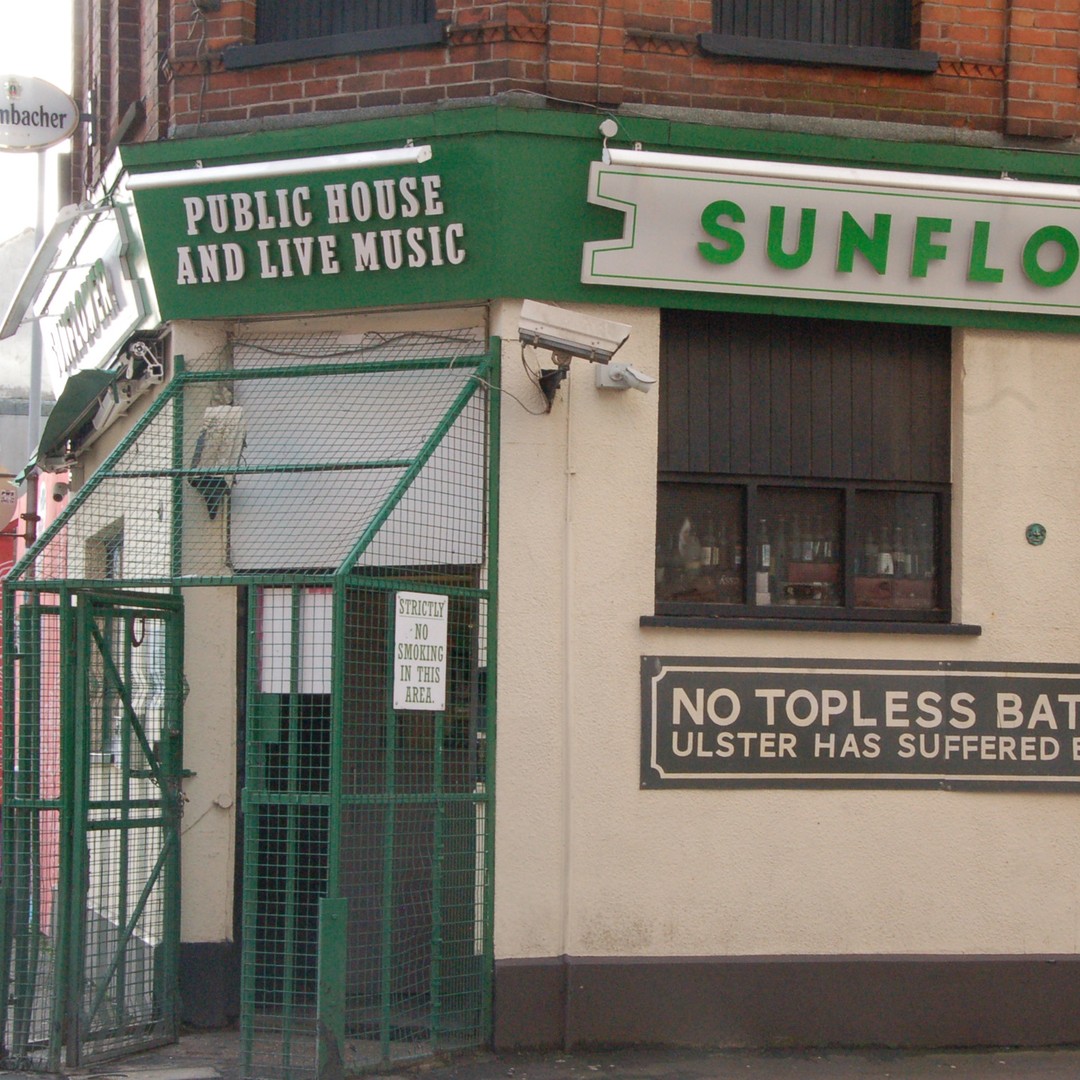 mbacher
PUBLIC HOUSE
AND LIVE MUSIC
SUNFLO
STRICTLY
NO
SMOKING
IN THIS
AREA.
NO TOPLESS BAT
ULSTER HAS SUFFERED E